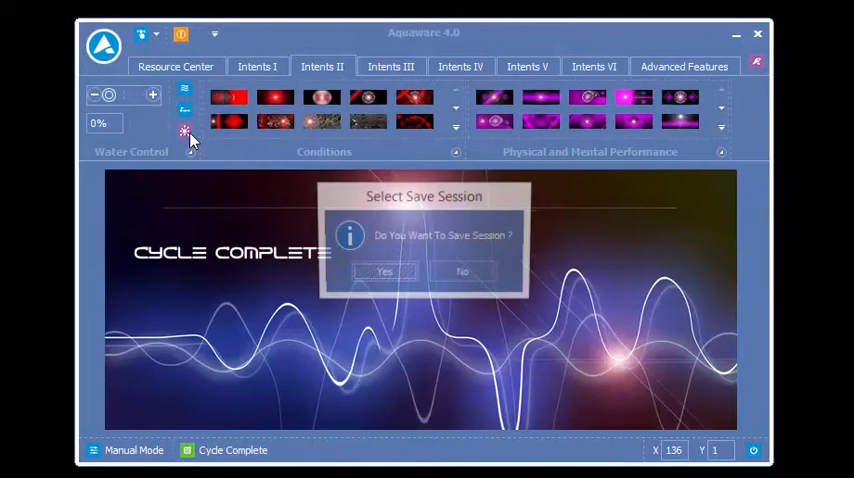 Aquaware 4.0
Resource Center Intents I Intents II Intents III Intents IV Intents V Intents VI Advanced Features
0%
Water Control Conditions Physical and Mental Performance
Select Save Session
Do You Want To Save Session ?
Yes No
CYCLE COMPLETE
Manual Mode Cycle Complete X 136 Y 1